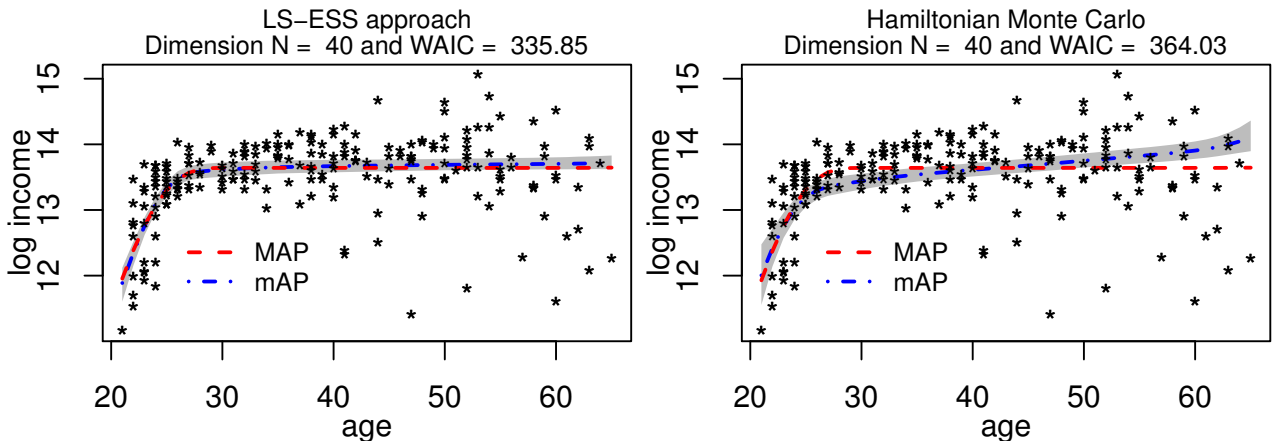 LS−ESS approach
Dimension N =  40 and WAIC =  335.85
log income
15
14
13
12
MAP
mAP
20 30 40 50 60
age
Hamiltonian Monte Carlo
Dimension N =  40 and WAIC =  364.03
log income
15
14
13
12
MAP
mAP
20 30 40 50 60
age